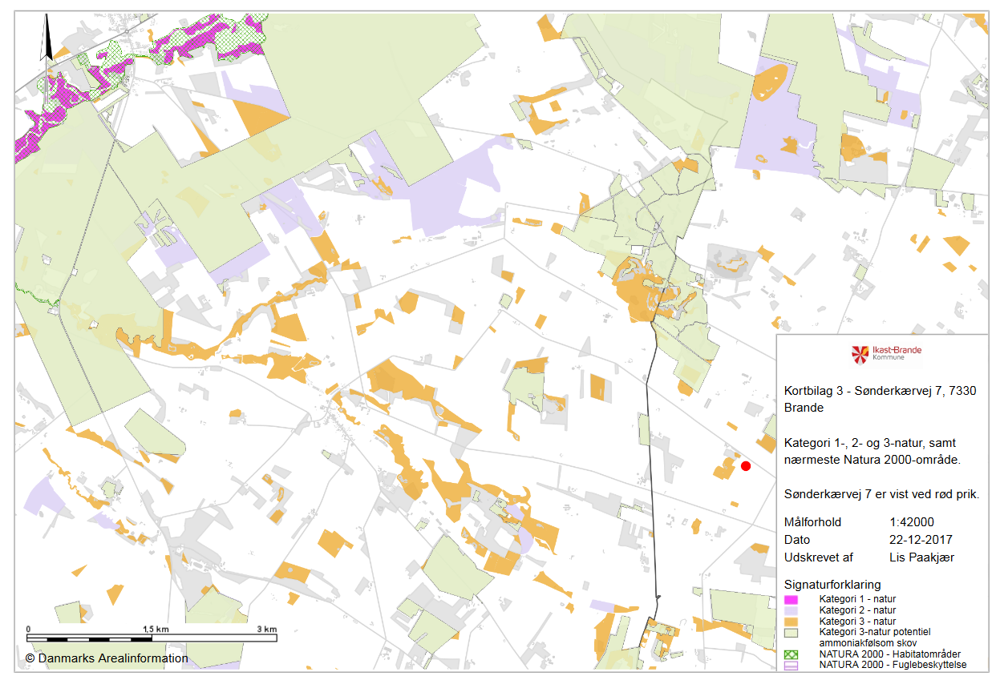 Ikast-Brande
Kommune
Kortbilag 3 - Sønderkærvej 7, 7330
Brande
Kategori 1-, 2- og 3-natur, samt
nærmeste Natura 2000-område.
Sønderkærvej 7 er vist ved rød prik.
Målforhold 1:42000
Dato 22-12-2017
Udskrevet af Lis Paakjær
Signaturforklaring
Kategori 1 - natur
Kategori 2 - natur
Kategori 3 - natur
Kategori 3-natur potentiel
ammoniakfølsom skov
NATURA 2000 - Habitatområder
NATURA 2000 - Fuglebeskyttelse
0 1,5 km 3 km
© Danmarks Arealinformation